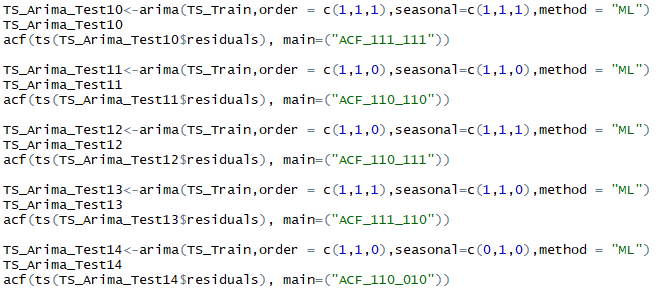 TS_Arima_Test10<-arima(TS_Train,order = c(1,1,1),seasonal=c(1,1,1),method = "ML")
TS_Arima_Test10
acf(ts(TS_Arima_Test10$residuals), main=("ACF_111_111"))
TS_Arima_Test11<-arima(TS_Train,order = c(1,1,0),seasonal=c(1,1,0),method = "ML")
TS_Arima_Test11
acf(ts(TS_Arima_Test11$residuals), main=("ACF_110_110"))
TS_Arima_Test12<-arima(TS_Train,order = c(1,1,0),seasonal=c(1,1,1),method = "ML")
TS_Arima_Test12
acf(ts(TS_Arima_Test12$residuals), main=("ACF_110_111"))
TS_Arima_Test13<-arima(TS_Train,order = c(1,1,1),seasonal=c(1,1,0),method = "ML")
TS_Arima_Test13
acf(ts(TS_Arima_Test13$residuals), main=("ACF_111_110"))
TS_Arima_Test14<-arima(TS_Train,order = c(1,1,0),seasonal=c(0,1,0),method = "ML")
TS_Arima_Test14
acf(ts(TS_Arima_Test14$residuals), main=("ACF_110_010"))